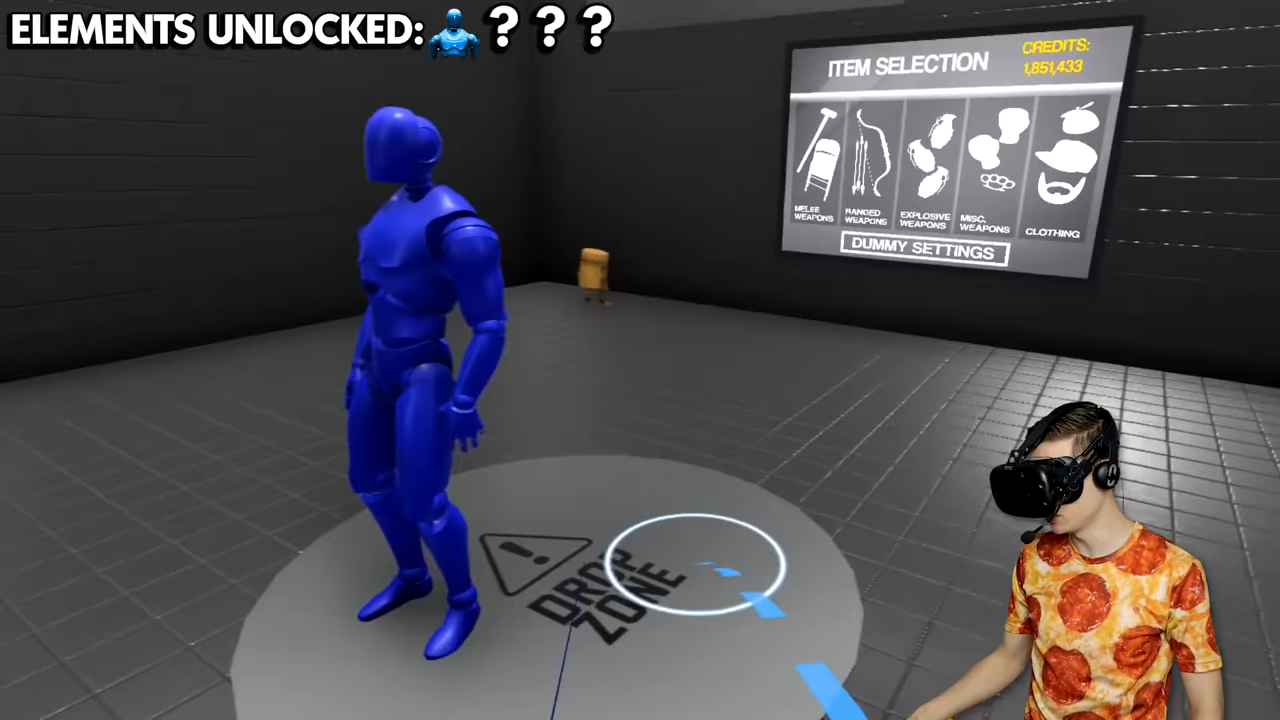 ELEMENTS UNLOCKED: ? ? ?
ITEM SELECTION
CREDITS:
1,851,433
MELEE
WEAPONS
RANGED
WEAPONS
EXPLOSIVE
WEAPONS
MISC.
WEAPONS
CLOTHING
DUMMY SETTINGS
DROP
ZONE